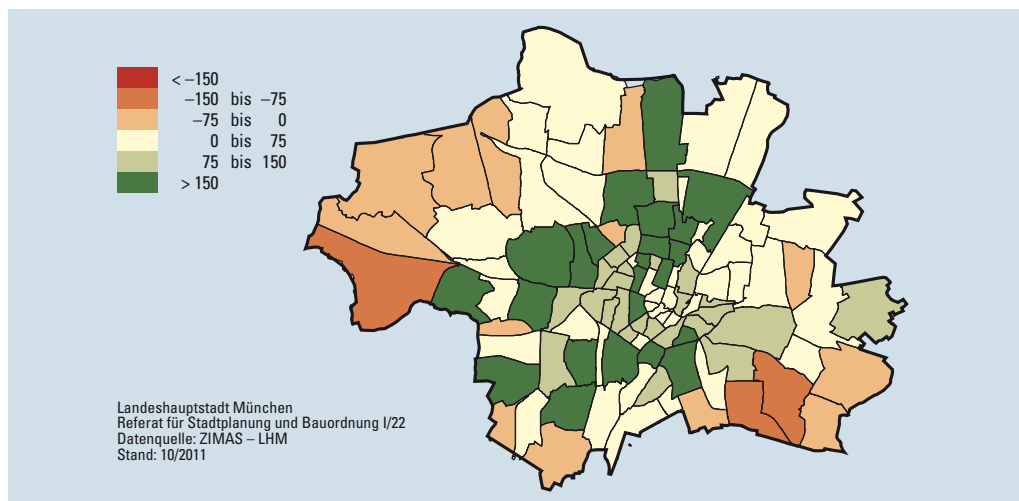 < –150
–150 bis –75
–75 bis 0
0 bis 75
75 bis 150
> 150
Landeshauptstadt München
Referat für Stadtplanung und Bauordnung I/22
Datenquelle: ZIMAS – LHM
Stand: 10/2011